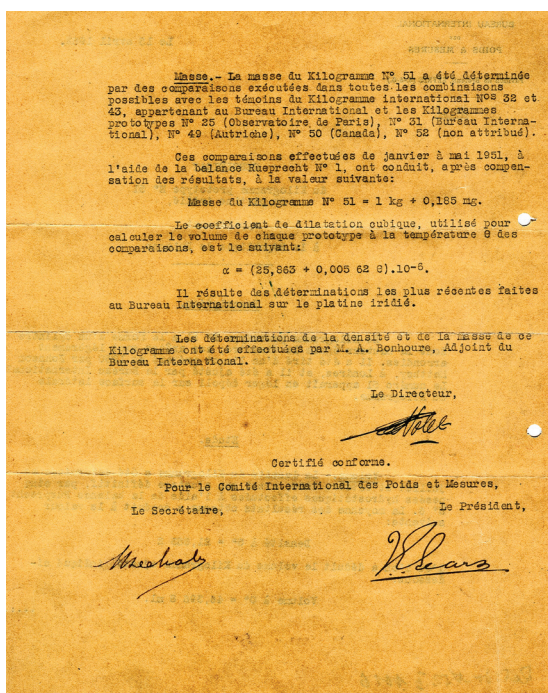 Masse.- La masse du Kilogramme N° 51 a été déterminée
par des comparaisons exécutées dans toutes les combinaisons
possibles avec les témoins du Kilogramme international NOS 32 et
43, appartenant au Bureau International et les Kilogrammes
prototypes N° 25 (Observatoire de Paris), N° 31 (Bureau Interna-
tional), N° 49 (Autriche), N° 50 (Canada), N° 52 (non attribué).
Ces comparaisons effectuées de janvier à mai 1951, à
l'aide de la balance Rueprecht N° 1, ont conduit, après compen-
sation des résultats, à la valeur suivante:
Masse du Kilogramme N° 51 = 1 kg + 0,185 mg.
Le coefficient de dilatation cubique, utilisé pour
calculer le volume de chaque prototype à la température θ des
comparaisons, est le suivant:
α = (25,863 + 0,005 62 θ).10-6.
Il résulte des déterminations les plus récentes faites
au Bureau International sur le platine iridié.
Les déterminations de la densité et de la masse de ce
Kilogramme ont été effectuées par M. A. Bonhoure, Adjoint du
Bureau International.
Le Directeur,
Volet
Certifié conforme.
Pour le Comité International des Poids et Mesures,
Le Secrétaire,
Le Président,
Sears